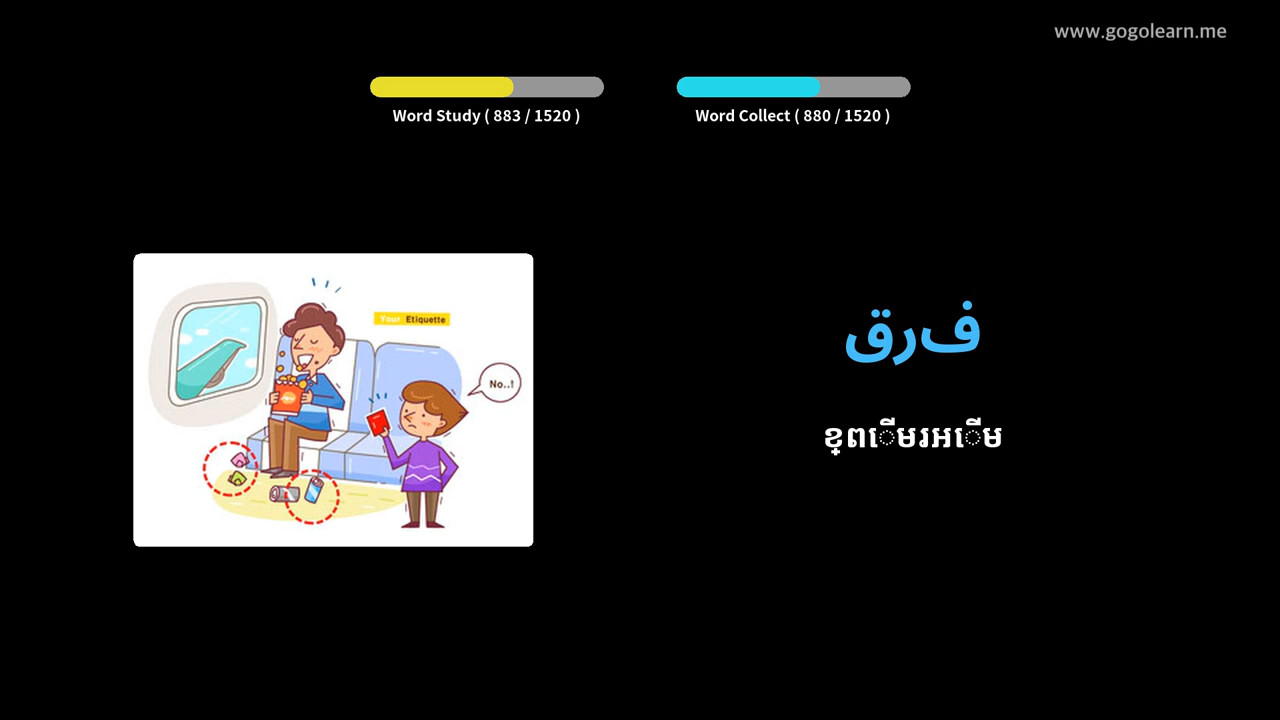 www.gogolearn.me
Word Study ( 883 / 1520 )
Word Collect ( 880 / 1520 )
Your Etiquette
No..!
فرق
ខ្ពើមរអើម